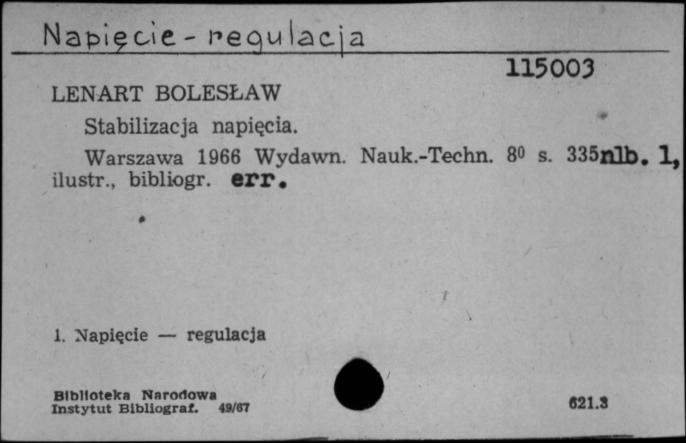 Napięcie - regulacja
115003
LENART BOLESŁAW
Stabilizacja napięcia.
Warszawa 1966 Wydawn. Nauk.-Techn. 8⁰ s. 335nlb. 1,
ilustr., bibliogr. err.
1. Napięcie — regulacja
Biblioteka Narodowa
Instytut Bibliograf. 49/67
621.3